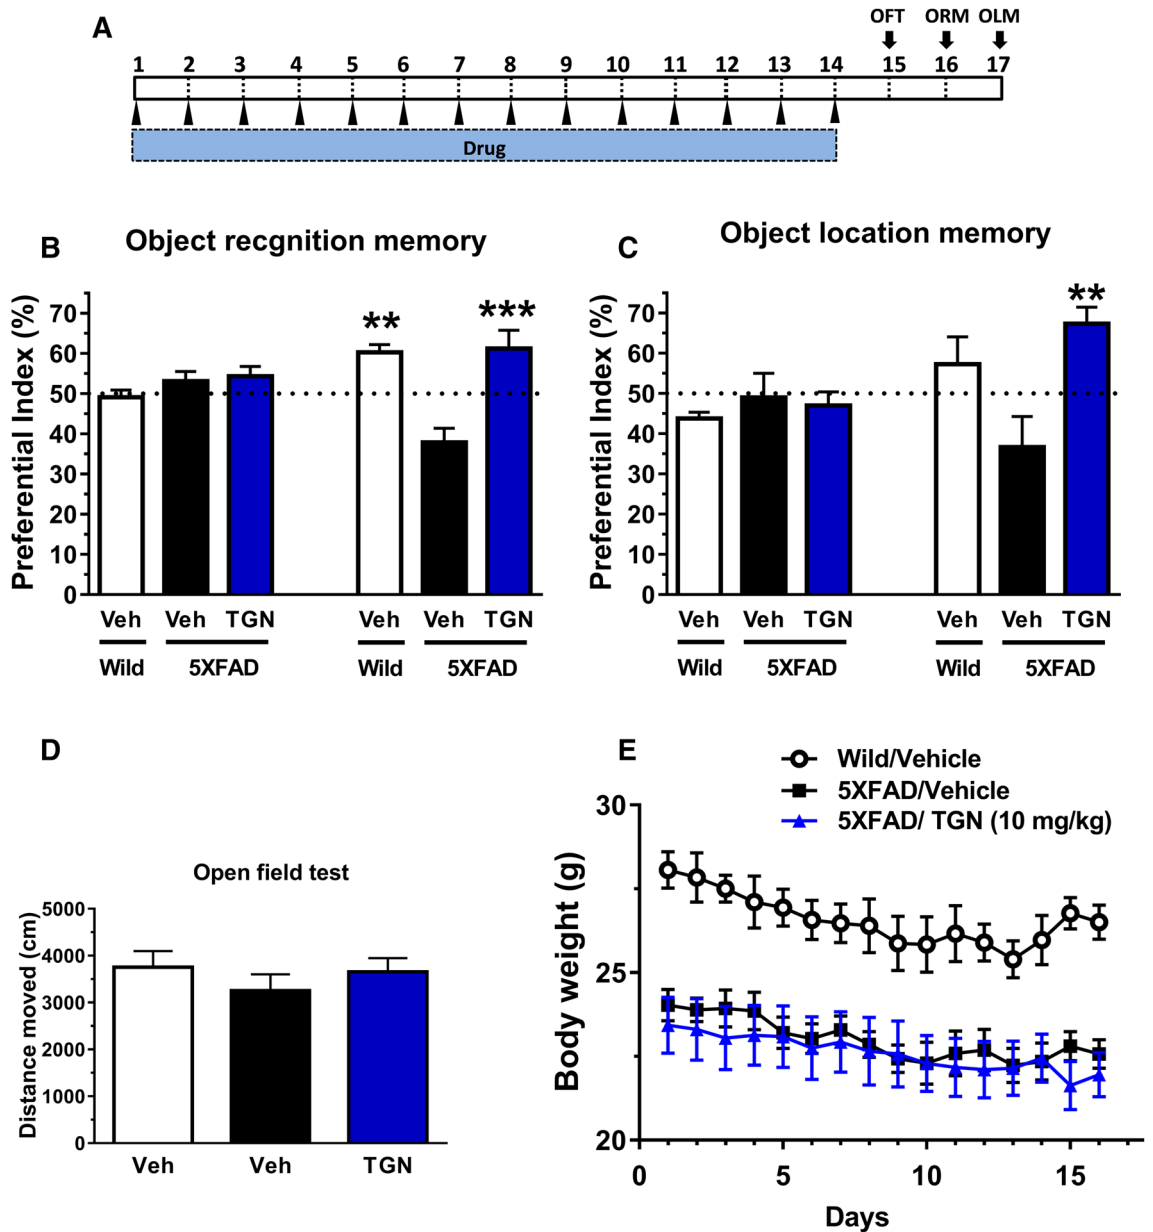 A
OFT ORM OLM
1 2 3 4 5 6 7 8 9 10 11 12 13 14 15 16 17
Drug
B
Object recgnition memory
Preferential Index (%)
70
60
50
40
30
20
10
0
** ***
Veh Veh TGN Veh Veh TGN
Wild 5XFAD Wild 5XFAD
C
Object location memory
Preferential Index (%)
70
60
50
40
30
20
10
0
**
Veh Veh TGN Veh Veh TGN
Wild 5XFAD Wild 5XFAD
D
Open field test
Distance moved (cm)
5000
4000
3000
2000
1000
0
Veh Veh TGN
E
Wild/Vehicle
5XFAD/Vehicle
5XFAD/ TGN (10 mg/kg)
Body weight (g)
30
25
20
0 5 10 15
Days